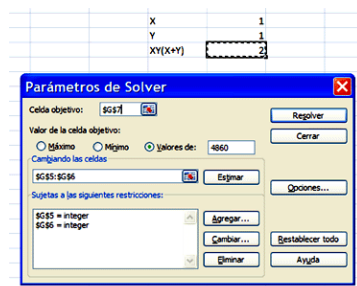 X 1
Y 1
XY(X+Y) 2
Parámetros de Solver
Celda objetivo: $G$7
Valor de la celda objetivo:
Máximo Mínimo Valores de: 4860
Cambiando las celdas
$G$5:$G$6 Estimar
Sujetas a las siguientes restricciones:
$G$5 = integer
$G$6 = integer
Agregar...
Cambiar...
Eliminar
Resolver
Cerrar
Opciones...
Restablecer todo
Ayuda